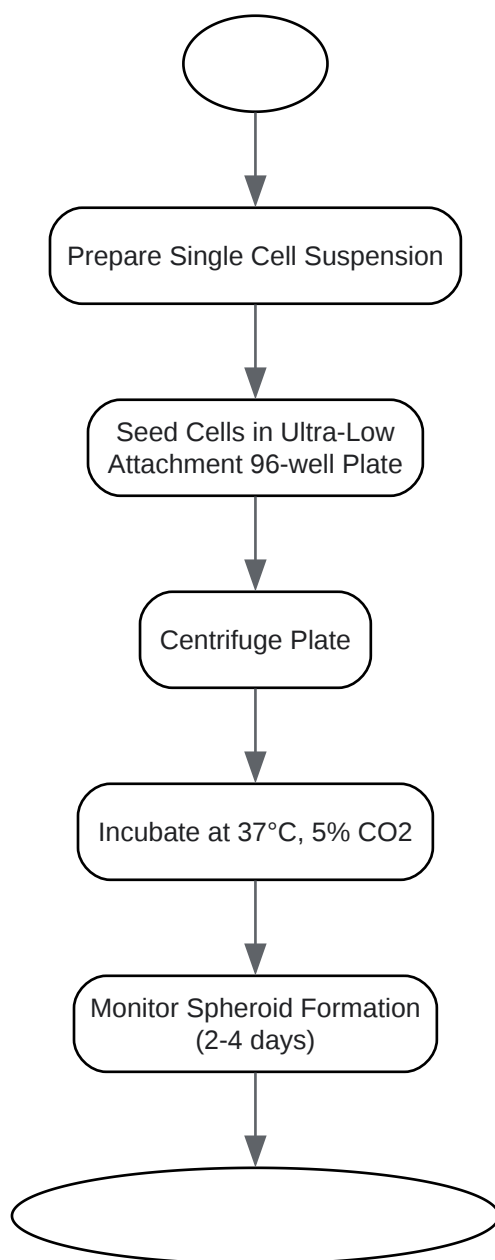 Prepare Single Cell Suspension
Seed Cells in Ultra-Low
Attachment 96-well Plate
Centrifuge Plate
Incubate at 37°C, 5% CO2
Monitor Spheroid Formation
(2-4 days)